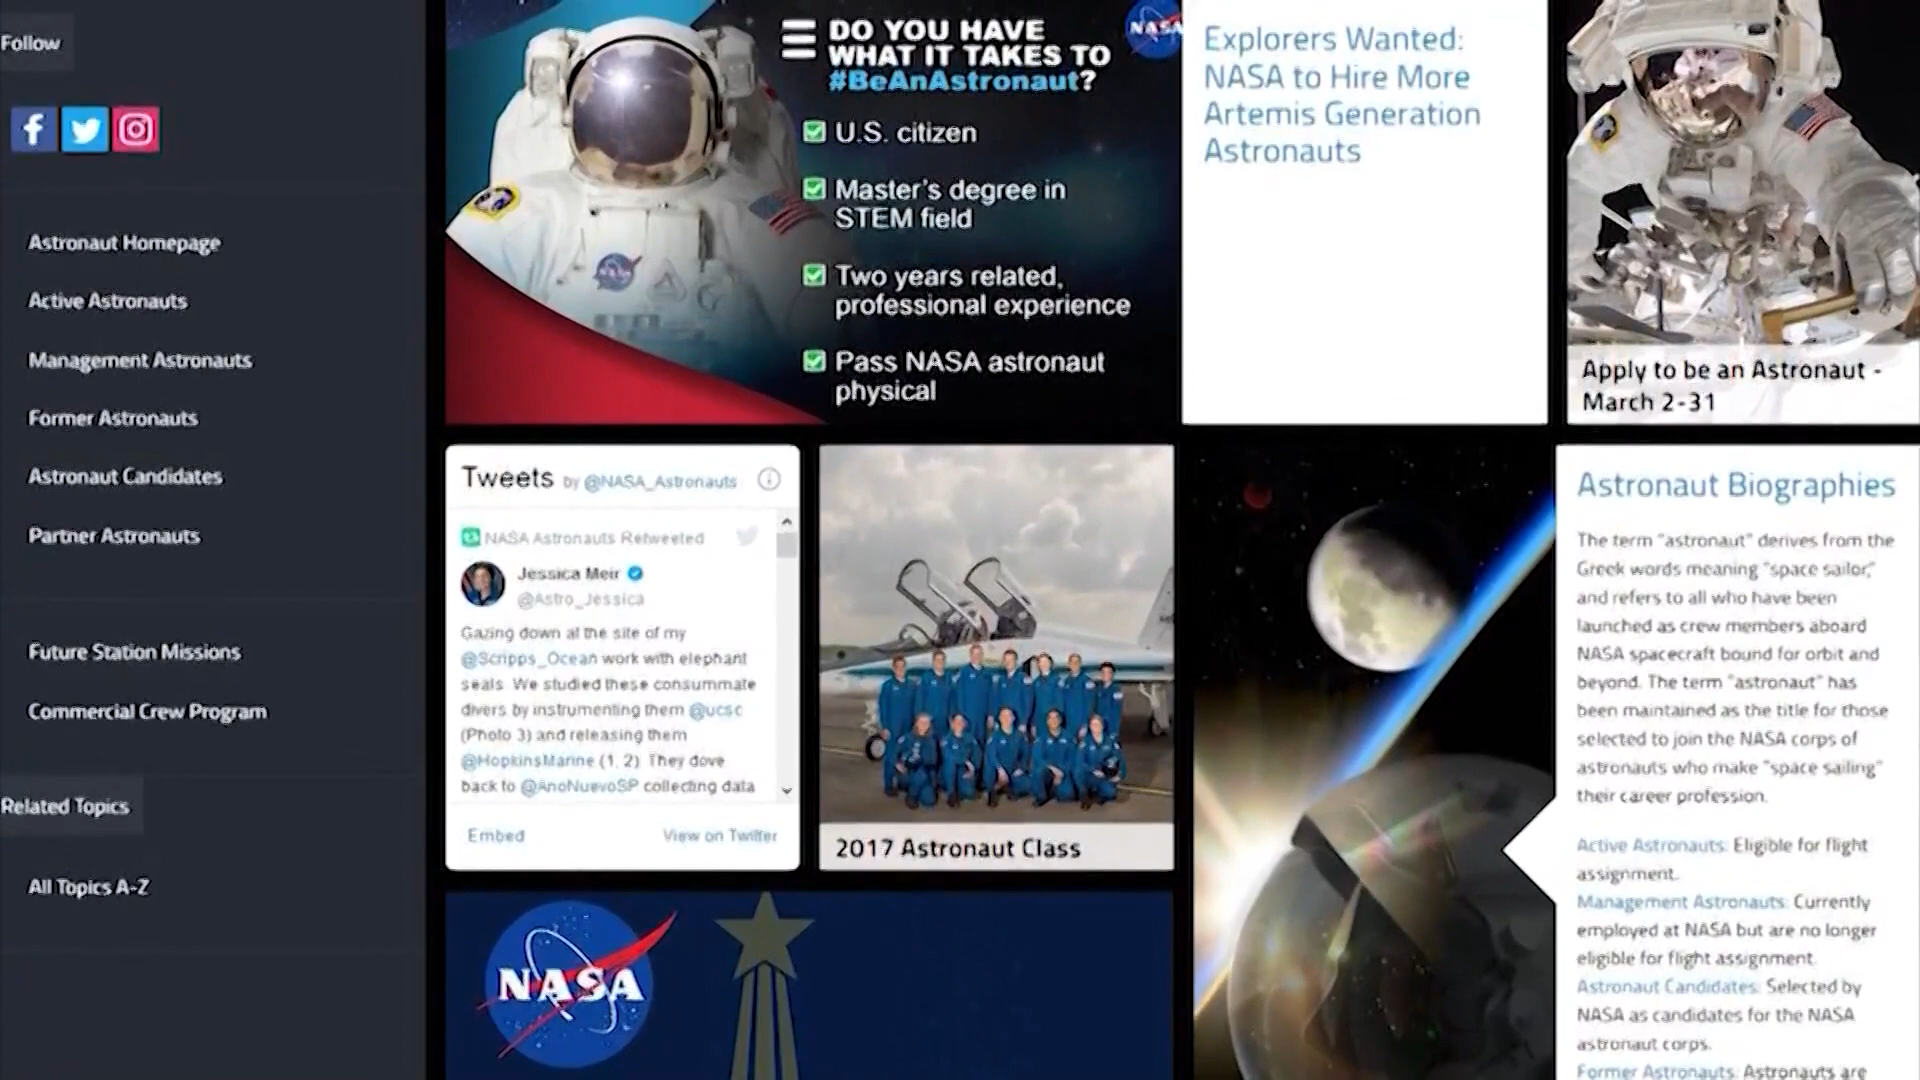 Follow
Astronaut Homepage
Active Astronauts
Management Astronauts
Former Astronauts
Astronaut Candidates
Partner Astronauts
Future Station Missions
Commercial Crew Program
Related Topics
All Topics A-Z
DO YOU HAVE
WHAT IT TAKES TO
#BeAnAstronaut?
NASA
U.S. citizen
Master's degree in
STEM field
Two years related,
professional experience
Pass NASA astronaut
physical
NASA
Explorers Wanted:
NASA to Hire More
Artemis Generation
Astronauts
Apply to be an Astronaut -
March 2-31
Tweets by @NASA_Astronauts
NASA Astronauts Retweeted
Jessica Meir
@Astro_Jessica
Gazing down at the site of my
@Scripps_Ocean work with elephant
seals. We studied these consummate
divers by instrumenting them @ucsc
(Photo 3) and releasing them
@HopkinsMarine (1, 2). They dove
back to @AnoNuevoSP collecting data
Embed
View on Twitter
2017 Astronaut Class
NASA
Astronaut Biographies
The term "astronaut" derives from the
Greek words meaning "space sailor,"
and refers to all who have been
launched as crew members aboard
NASA spacecraft bound for orbit and
beyond. The term "astronaut" has
been maintained as the title for those
selected to join the NASA corps of
astronauts who make "space sailing"
their career profession.
Active Astronauts: Eligible for flight
assignment.
Management Astronauts: Currently
employed at NASA but are no longer
eligible for flight assignment.
Astronaut Candidates: Selected by
NASA as candidates for the NASA
astronaut corps.
Former Astronauts: Astronauts are